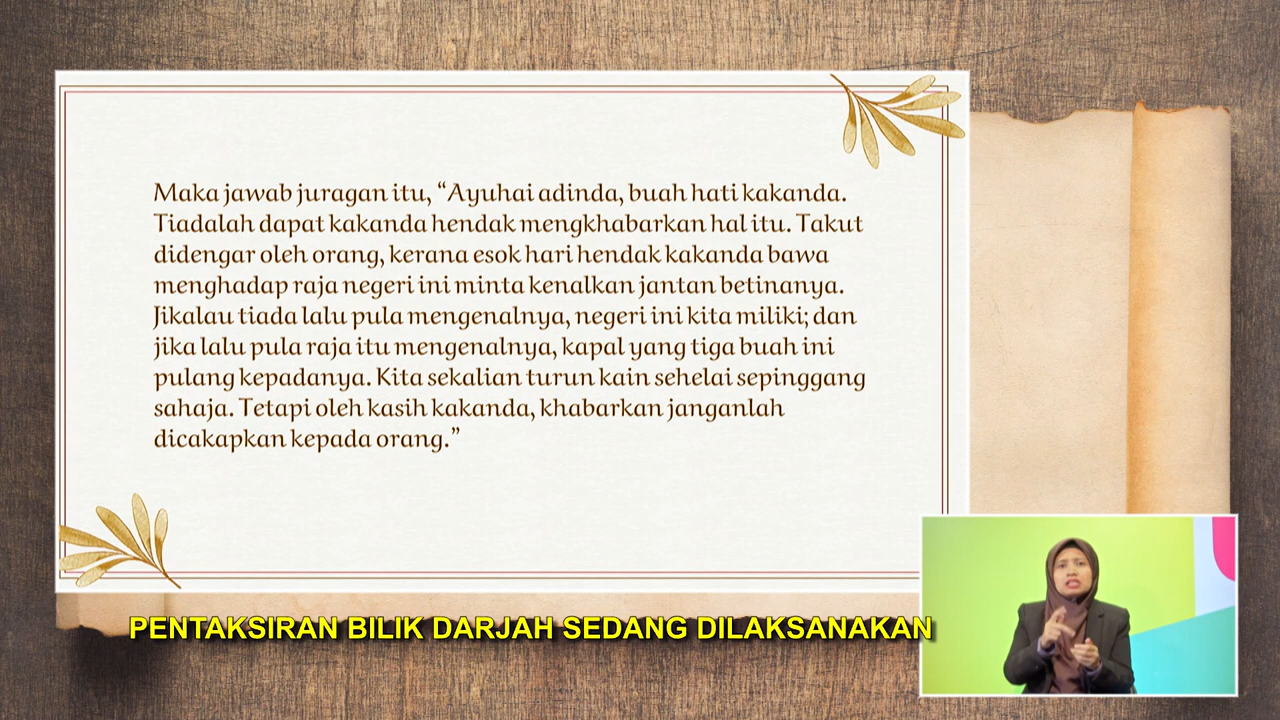 Maka jawab juragan itu, “Ayuhai adinda, buah hati kakanda.
Tiadalah dapat kakanda hendak mengkhabarkan hal itu. Takut
didengar oleh orang, kerana esok hari hendak kakanda bawa
menghadap raja negeri ini minta kenalkan jantan betinanya.
Jikalau tiada lalu pula mengenalnya, negeri ini kita miliki; dan
jika lalu pula raja itu mengenalnya, kapal yang tiga buah ini
pulang kepadanya. Kita sekalian turun kain sehelai sepinggang
sahaja. Tetapi oleh kasih kakanda, khabarkan janganlah
dicakapkan kepada orang.”
PENTAKSIRAN BILIK DARJAH SEDANG DILAKSANAKAN